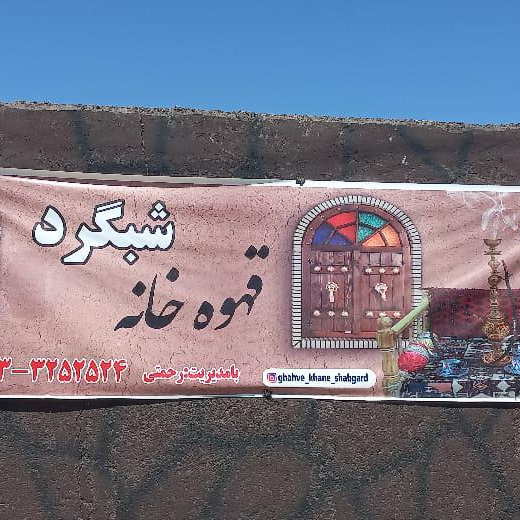 قهوه خانه
شبگرد
ghahve_khane_shabgard
بامدیریت:رحمتی
۳-۳۲۵۲۵۲۴